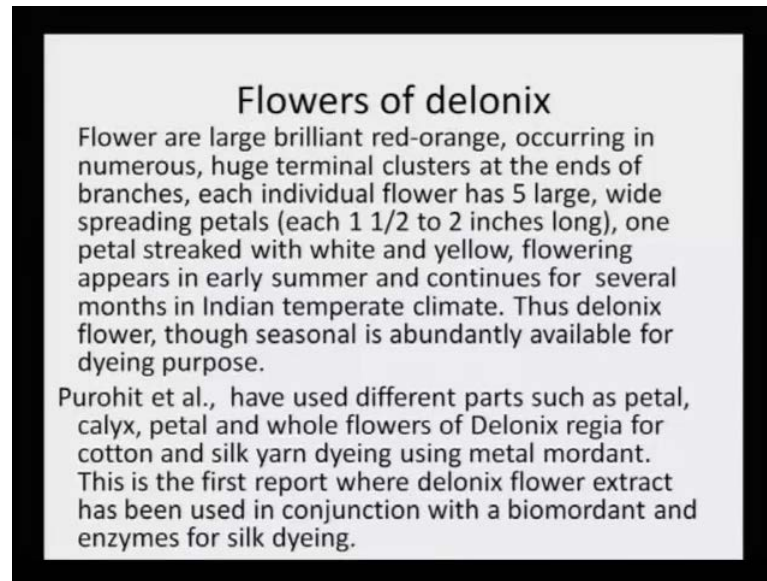 Flowers of delonix
Flower are large brilliant red-orange, occurring in
numerous, huge terminal clusters at the ends of
branches, each individual flower has 5 large, wide
spreading petals (each 1 1/2 to 2 inches long), one
petal streaked with white and yellow, flowering
appears in early summer and continues for several
months in Indian temperate climate. Thus delonix
flower, though seasonal is abundantly available for
dyeing purpose.
Purohit et al., have used different parts such as petal,
calyx, petal and whole flowers of Delonix regia for
cotton and silk yarn dyeing using metal mordant.
This is the first report where delonix flower extract
has been used in conjunction with a biomordant and
enzymes for silk dyeing.